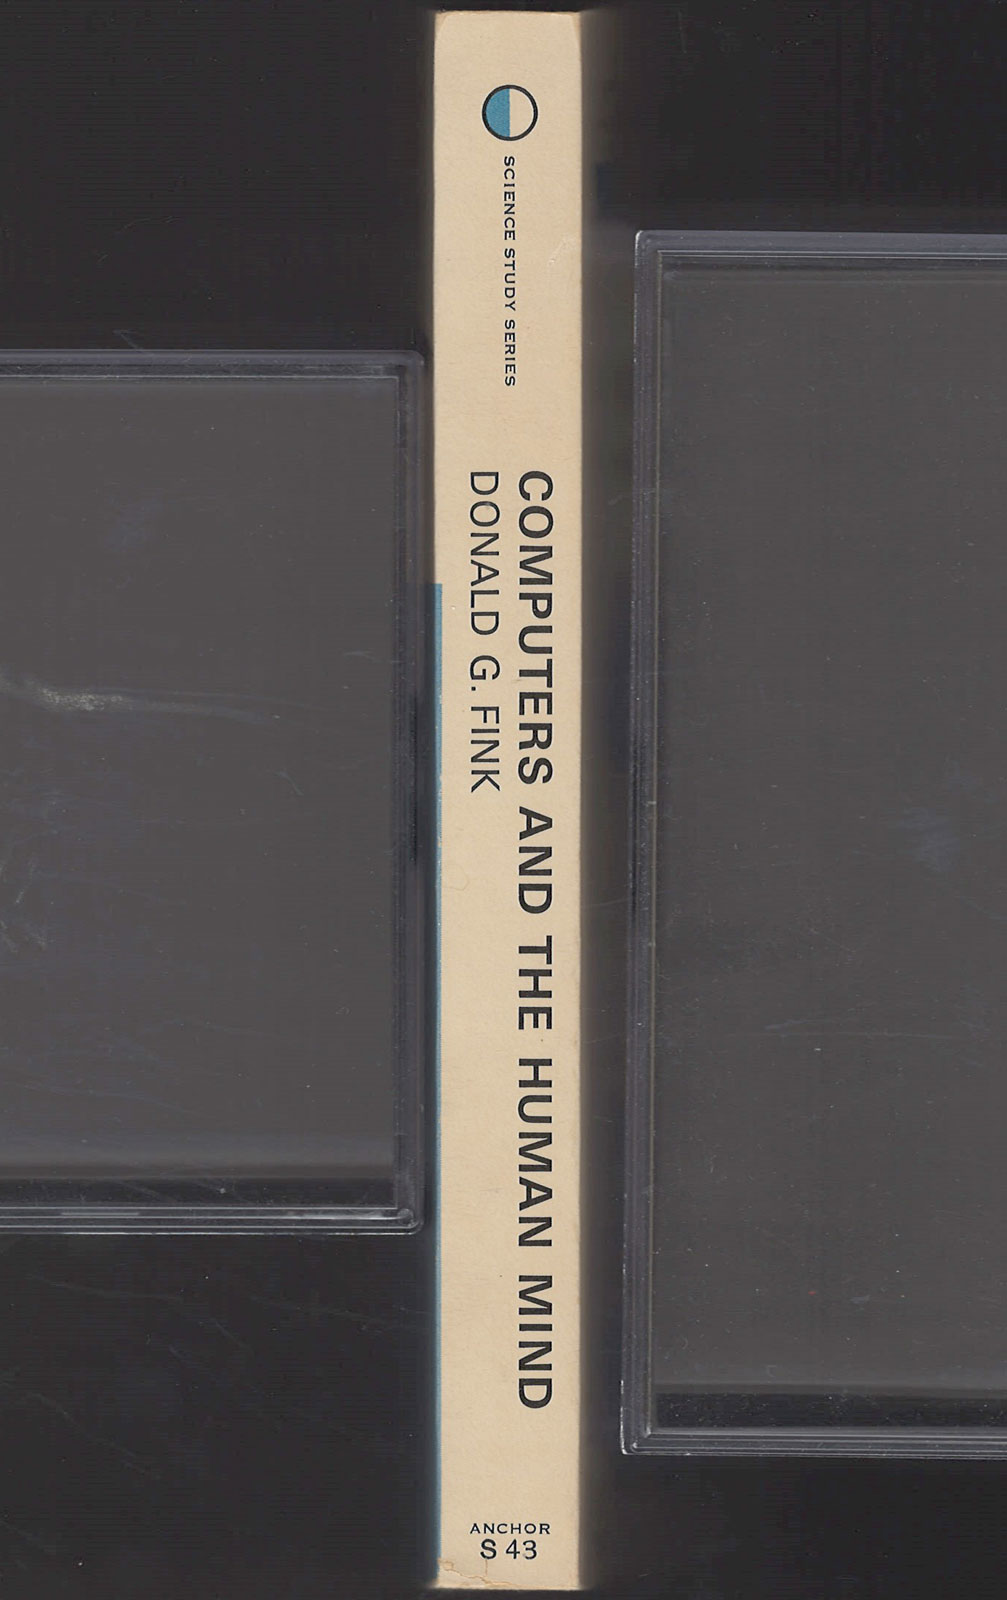 SCIENCE STUDY SERIES
COMPUTERS AND THE HUMAN MIND
DONALD G. FINK
ANCHOR
S 43